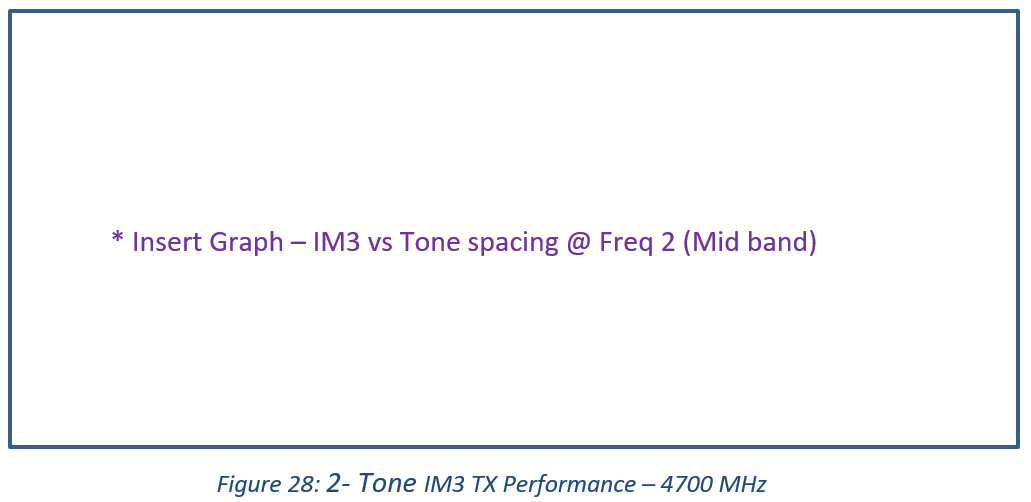 * Insert Graph – IM3 vs Tone spacing @ Freq 2 (Mid band)
Figure 28: 2- Tone IM3 TX Performance – 4700 MHz